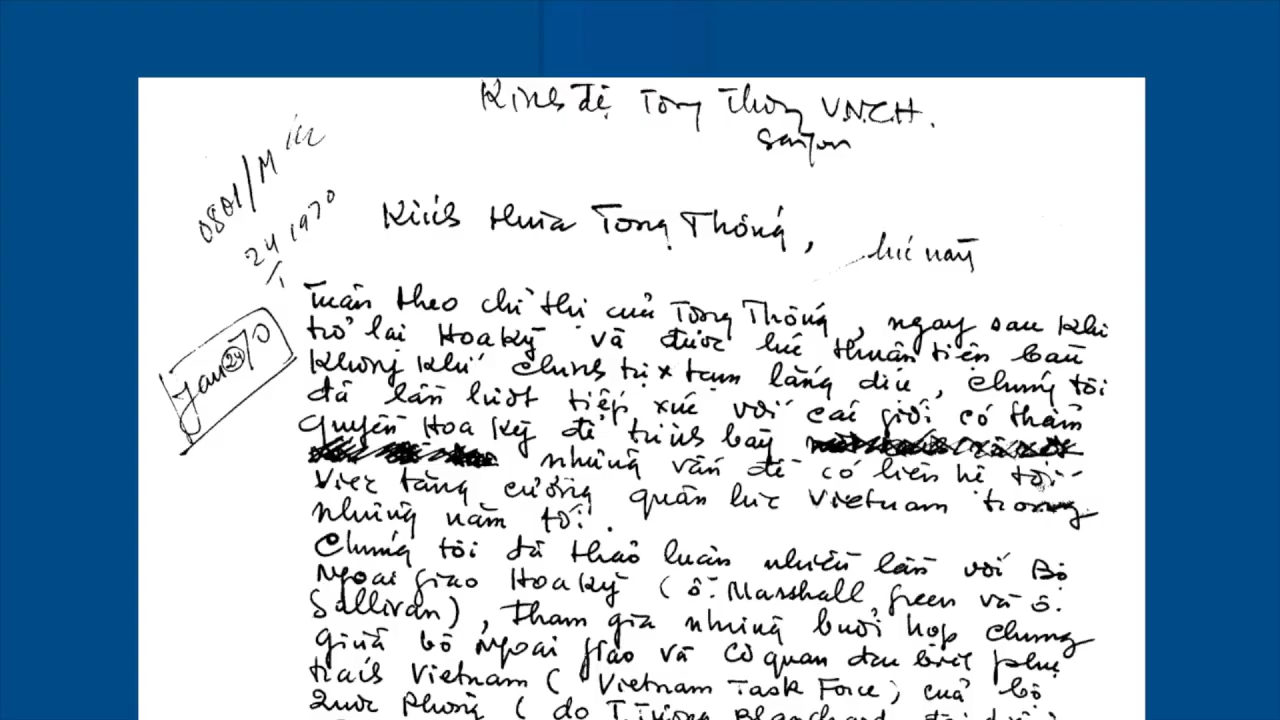 Kính đệ Tổng Thống V.N.C.H.
Saigon
0801/M
24 1970
I
Kính thưa Tổng Thống,
lúc này
Jan 24 70
Tuân theo chỉ thị của Tổng Thống, ngay sau khi
trở lại Hoa Kỳ và được lúc thuận tiện bầu
không khí chính trị tạm lắng dịu, chúng tôi
đã lần lượt tiếp xúc với các giới có thẩm
quyền Hoa Kỳ để trình bày
những vấn đề có liên hệ tới
việc tăng cường quân lực Vietnam trong
những năm tới.
Chúng tôi đã thảo luận nhiều lần với Bộ
Ngoại giao Hoa Kỳ (ô. Marshall Green và ô.
Sullivan), tham gia những buổi họp chung
giữa bộ Ngoại giao và Cơ quan đặc biệt phụ
trách Vietnam (Vietnam Task Force) của bộ
Quốc Phòng (do T. Tướng Blanchard